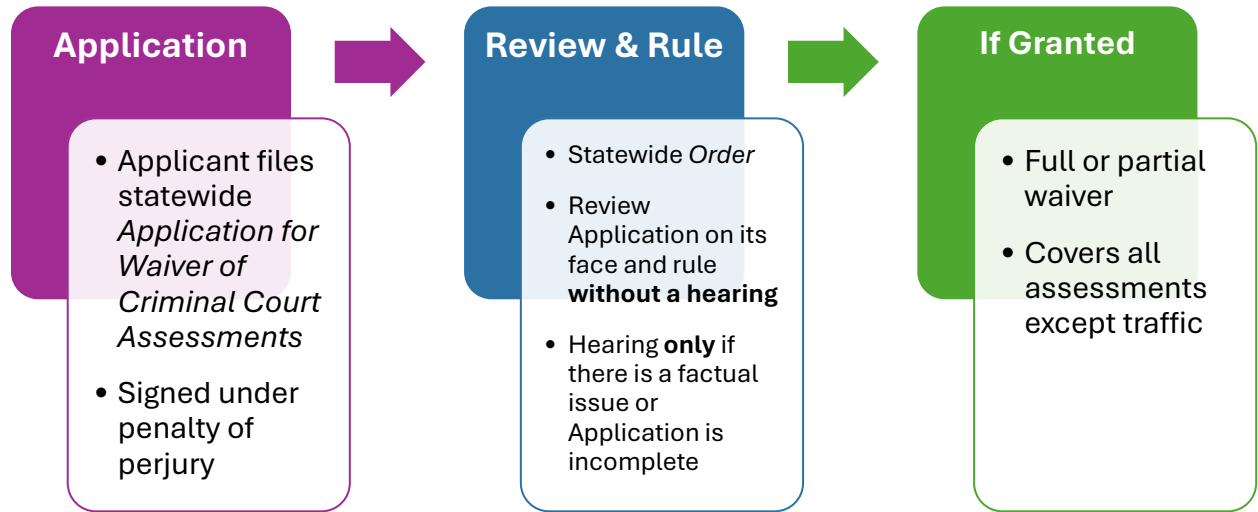 Application
• Applicant files
statewide
Application for
Waiver of
Criminal Court
Assessments
• Signed under
penalty of
perjury
Review & Rule
• Statewide Order
• Review
Application on its
face and rule
without a hearing
• Hearing only if
there is a factual
issue or
Application is
incomplete
If Granted
• Full or partial
waiver
• Covers all
assessments
except traffic